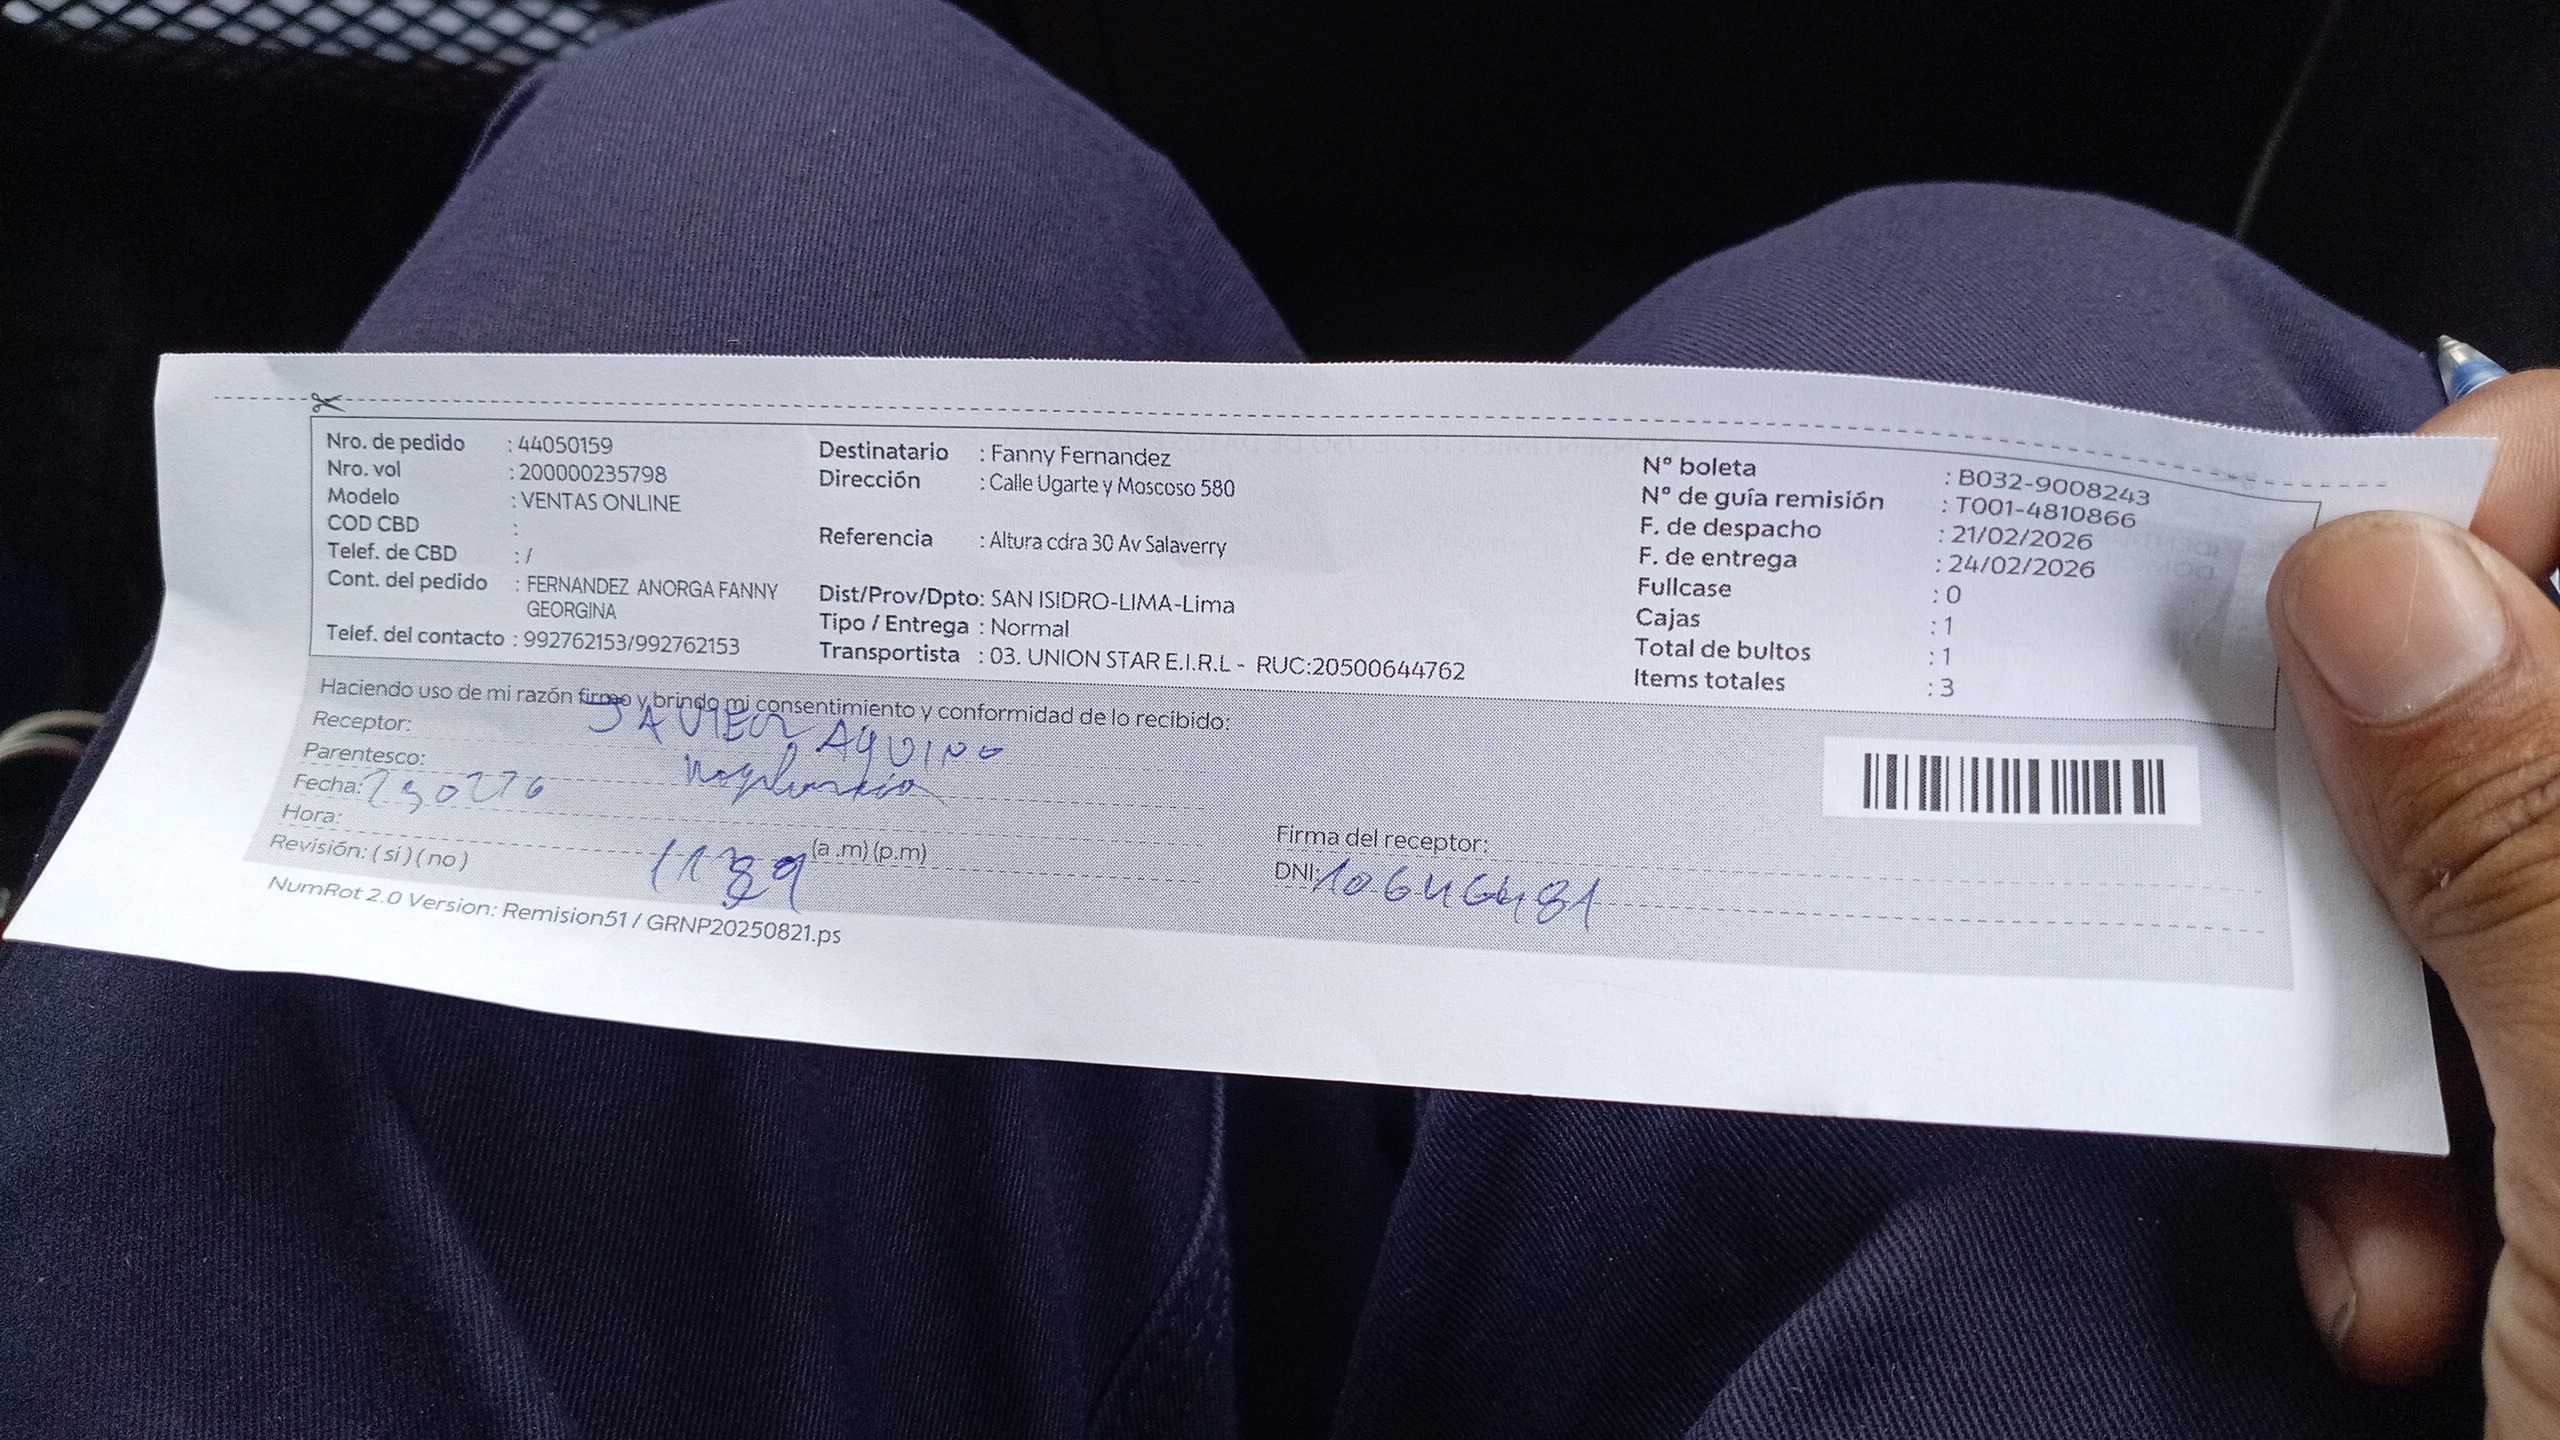 Nro. de pedido : 44050159
Nro. vol : 200000235798
Modelo : VENTAS ONLINE
COD CBD :
Telef. de CBD : /
Cont. del pedido : FERNANDEZ ANORGA FANNY
GEORGINA
Telef. del contacto : 992762153/992762153
Destinatario : Fanny Fernandez
Dirección : Calle Ugarte y Moscoso 580
Referencia : Altura cdra 30 Av Salaverry
Dist/Prov/Dpto: SAN ISIDRO-LIMA-Lima
Tipo / Entrega : Normal
Transportista : 03. UNION STAR E.I.R.L - RUC:20500644762
N° boleta : B032-9008243
N° de guía remisión : T001-4810866
F. de despacho : 21/02/2026
F. de entrega : 24/02/2026
Fullcase : 0
Cajas : 1
Total de bultos : 1
Items totales : 3
Haciendo uso de mi razón firmo y brindo mi consentimiento y conformidad de lo recibido:
Receptor: JAVIER AQUINO
Parentesco:
Fecha:
Hora: (a .m) (p.m)
Revisión: ( si ) ( no )
Firma del receptor:
DNI: 10646481
NumRot 2.0 Version: Remision51 / GRNP20250821.ps